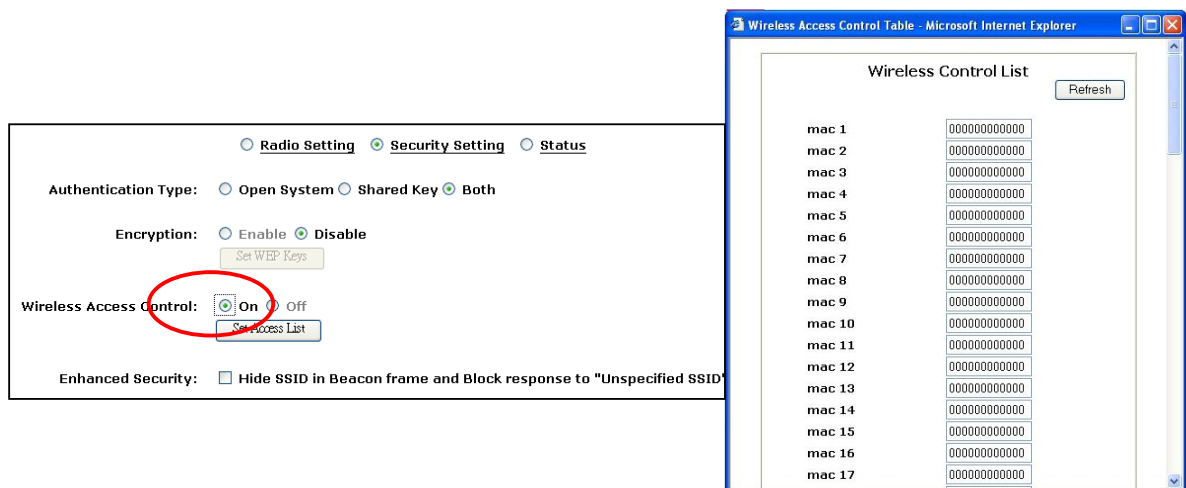 Radio Setting Security Setting Status
Authentication Type: Open System Shared Key Both
Encryption: Enable Disable
Set WEP Keys
Wireless Access Control: On Off
Set Access List
Enhanced Security: Hide SSID in Beacon frame and Block response to "Unspecified SSID"
Wireless Access Control Table - Microsoft Internet Explorer
Wireless Control List
Refresh
mac 1 000000000000
mac 2 000000000000
mac 3 000000000000
mac 4 000000000000
mac 5 000000000000
mac 6 000000000000
mac 7 000000000000
mac 8 000000000000
mac 9 000000000000
mac 10 000000000000
mac 11 000000000000
mac 12 000000000000
mac 13 000000000000
mac 14 000000000000
mac 15 000000000000
mac 16 000000000000
mac 17 000000000000